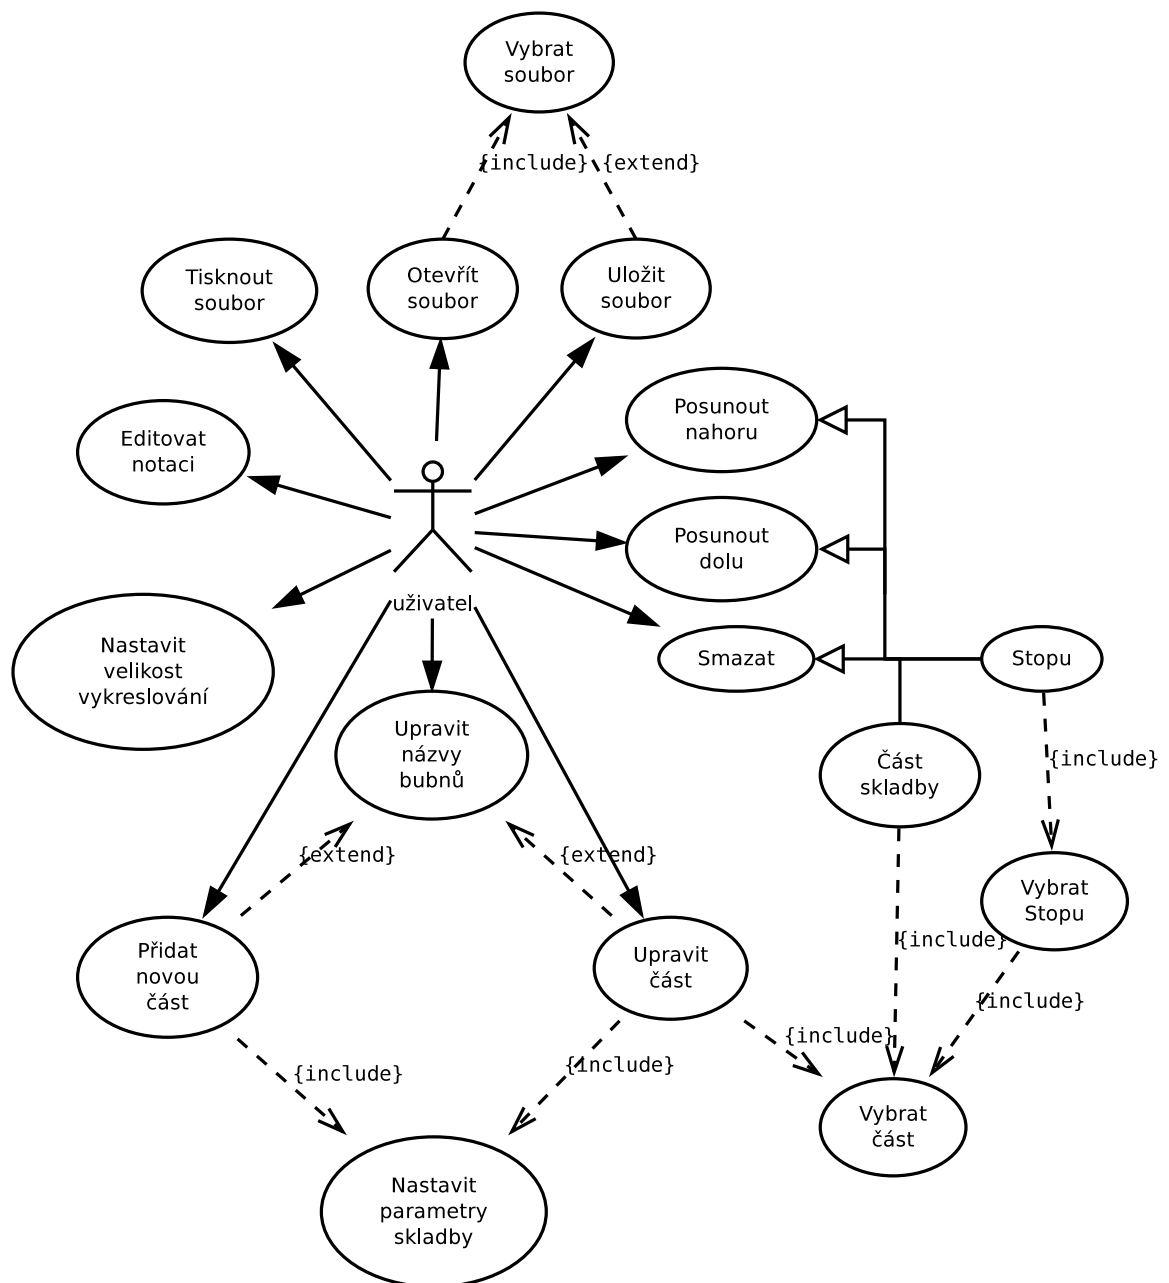 Vybrat
soubor
{include}
{extend}
Tisknout
soubor
Otevřít
soubor
Uložit
soubor
Posunout
nahoru
Editovat
notaci
Posunout
dolu
uživatel
Nastavit
velikost
vykreslování
Smazat
Stopu
Upravit
názvy
bubnů
Část
skladby
{include}
{extend}
{extend}
Vybrat
Stopu
Přidat
novou
část
Upravit
část
{include}
{include}
{include}
{include}
{include}
Vybrat
část
Nastavit
parametry
skladby